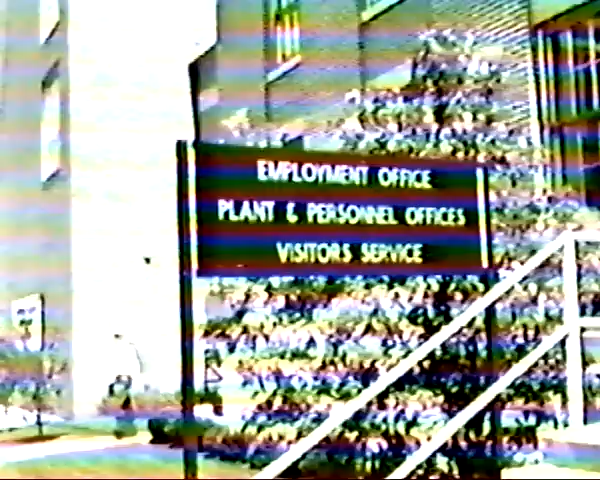 EMPLOYMENT OFFICE
PLANT & PERSONNEL OFFICES
VISITORS SERVICE